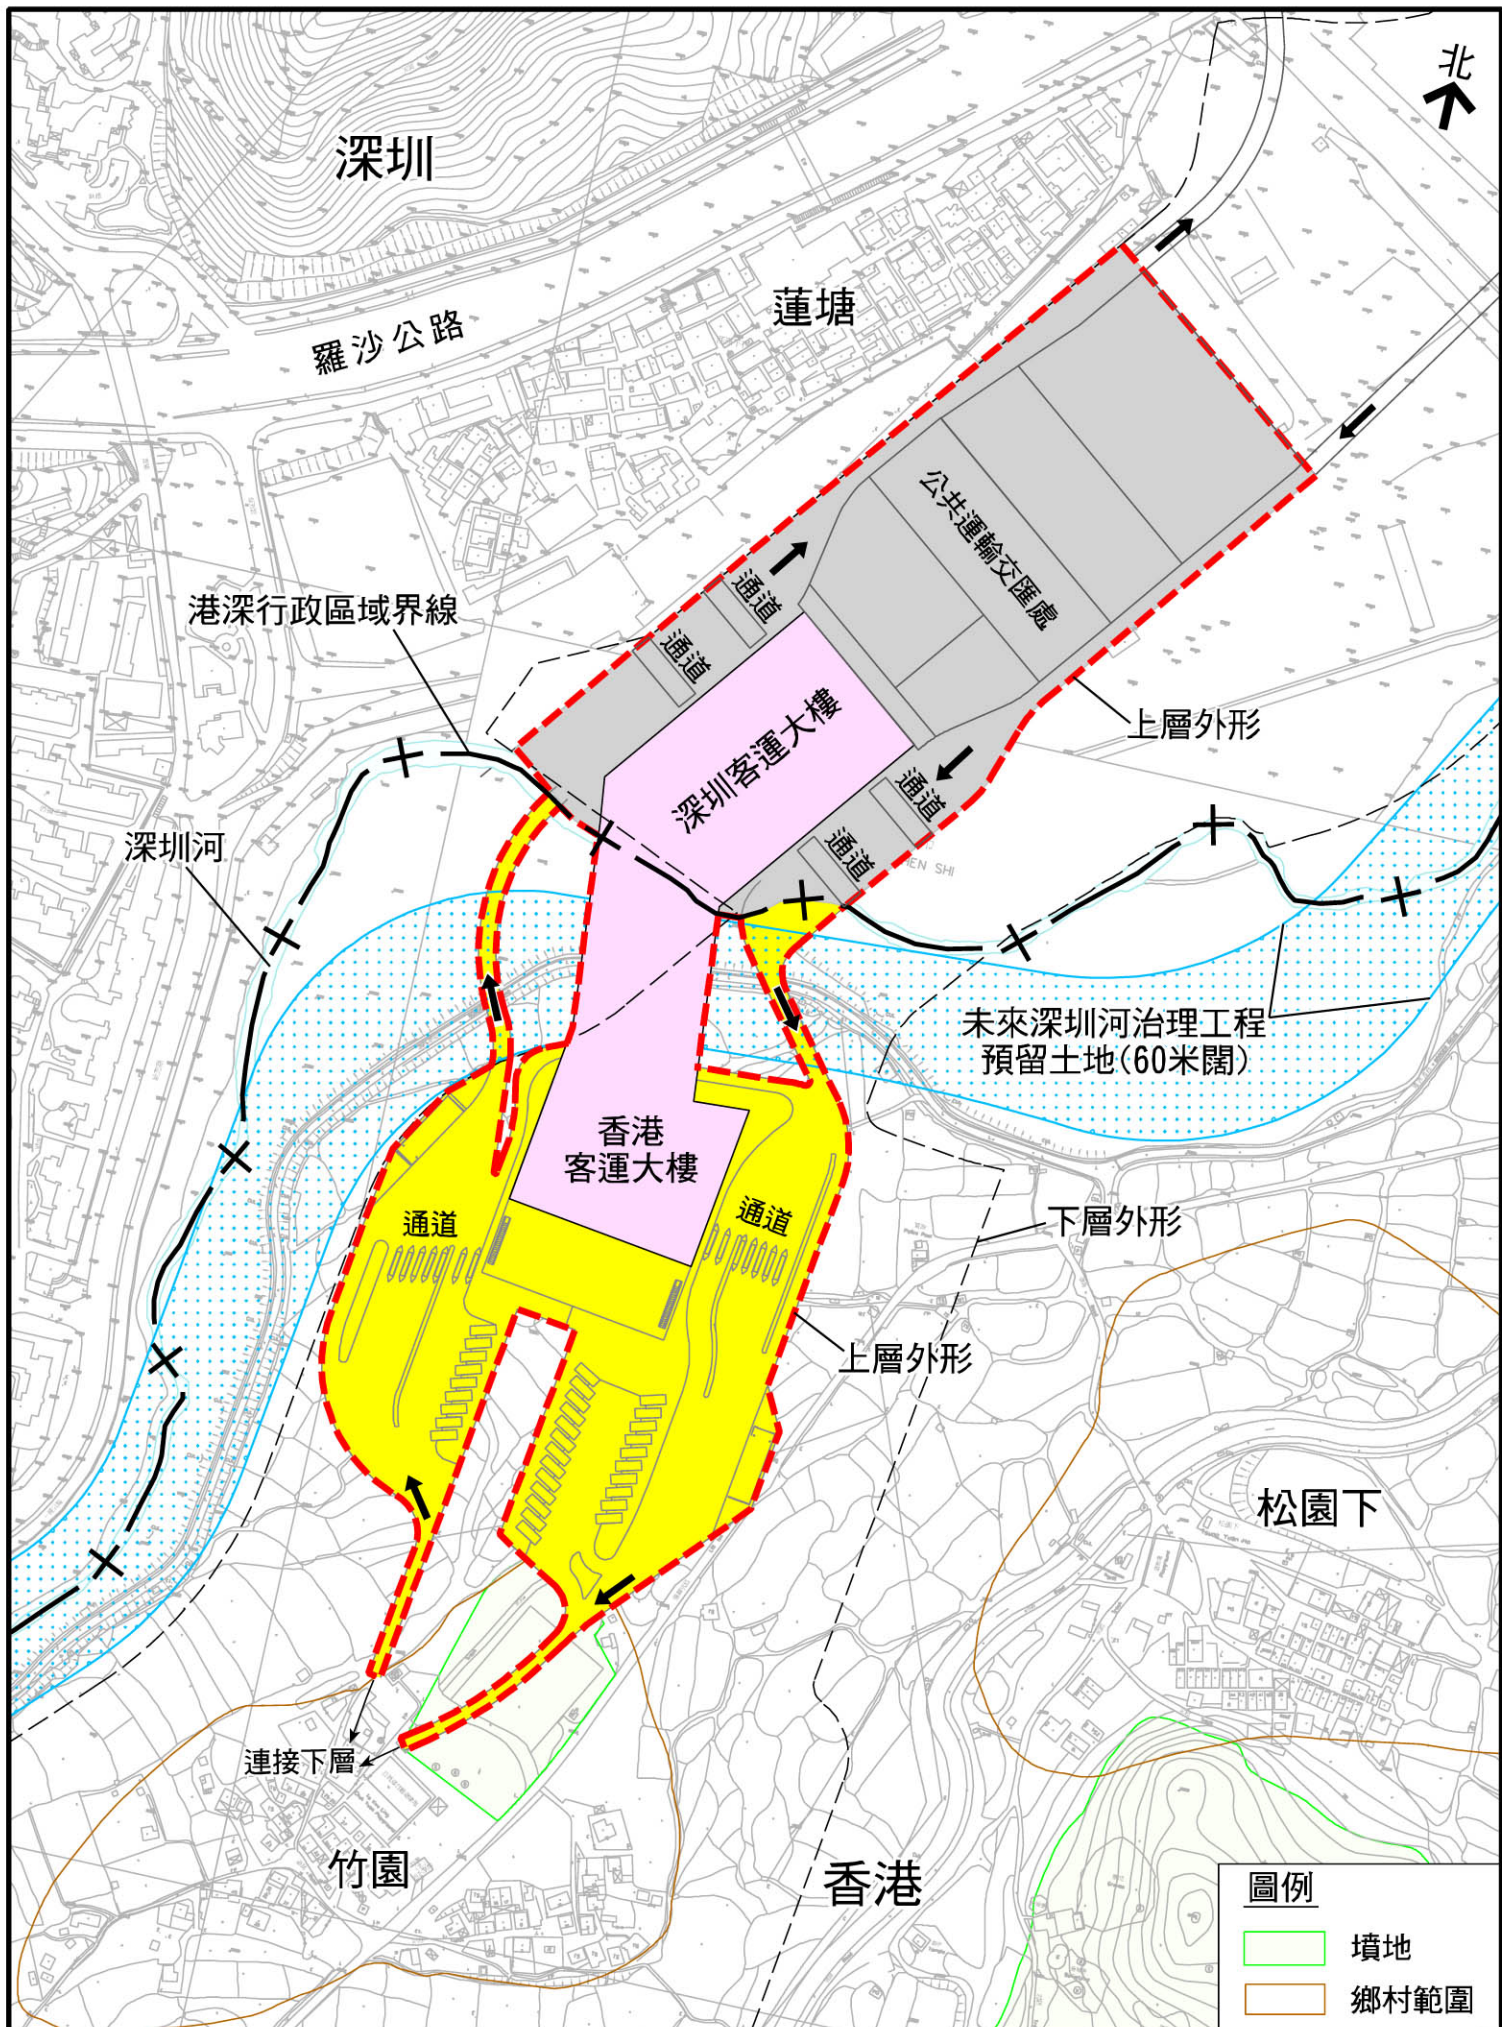 北
深圳
蓮塘
羅沙公路
公共運輸交匯處
通道
通道
港深行政區域界線
深圳客運大樓
上層外形
通道
通道
深圳河
未來深圳河治理工程
預留土地(60米闊)
香港
客運大樓
通道
通道
下層外形
上層外形
松園下
連接下層
竹園
香港
圖例
墳地
鄉村範圍